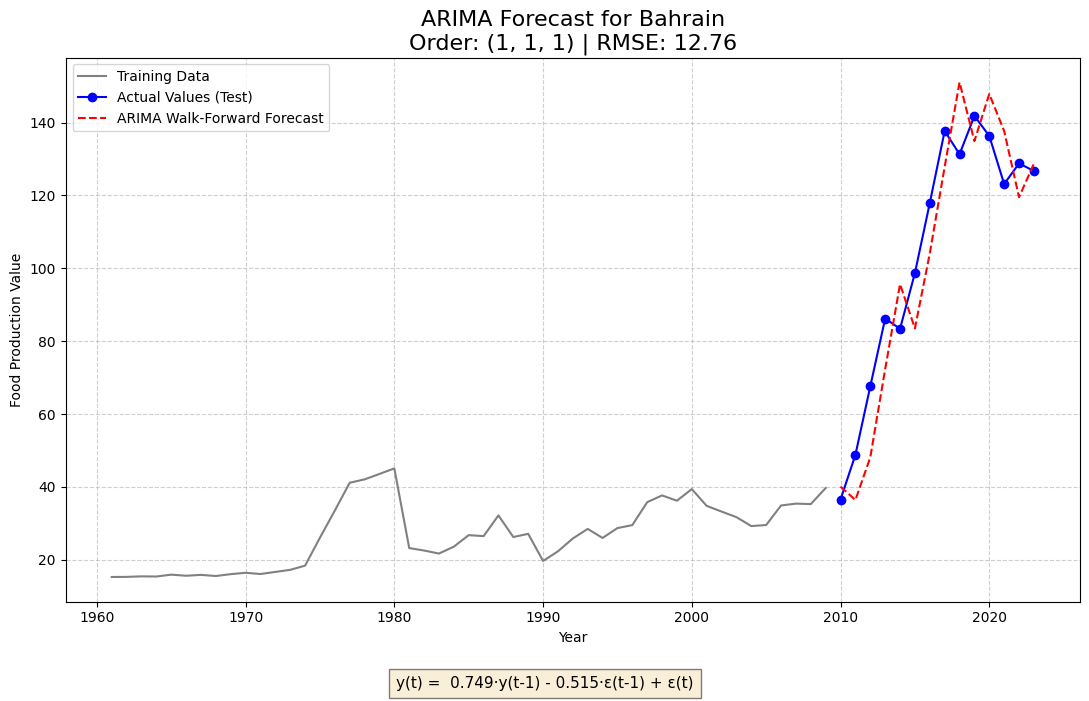 ARIMA Forecast for Bahrain
Order: (1, 1, 1) | RMSE: 12.76
Training Data
Actual Values (Test)
ARIMA Walk-Forward Forecast
Food Production Value
140
120
100
80
60
40
20
1960 1970 1980 1990 2000 2010 2020
Year
y(t) =  0.749·y(t-1) - 0.515·ε(t-1) + ε(t)